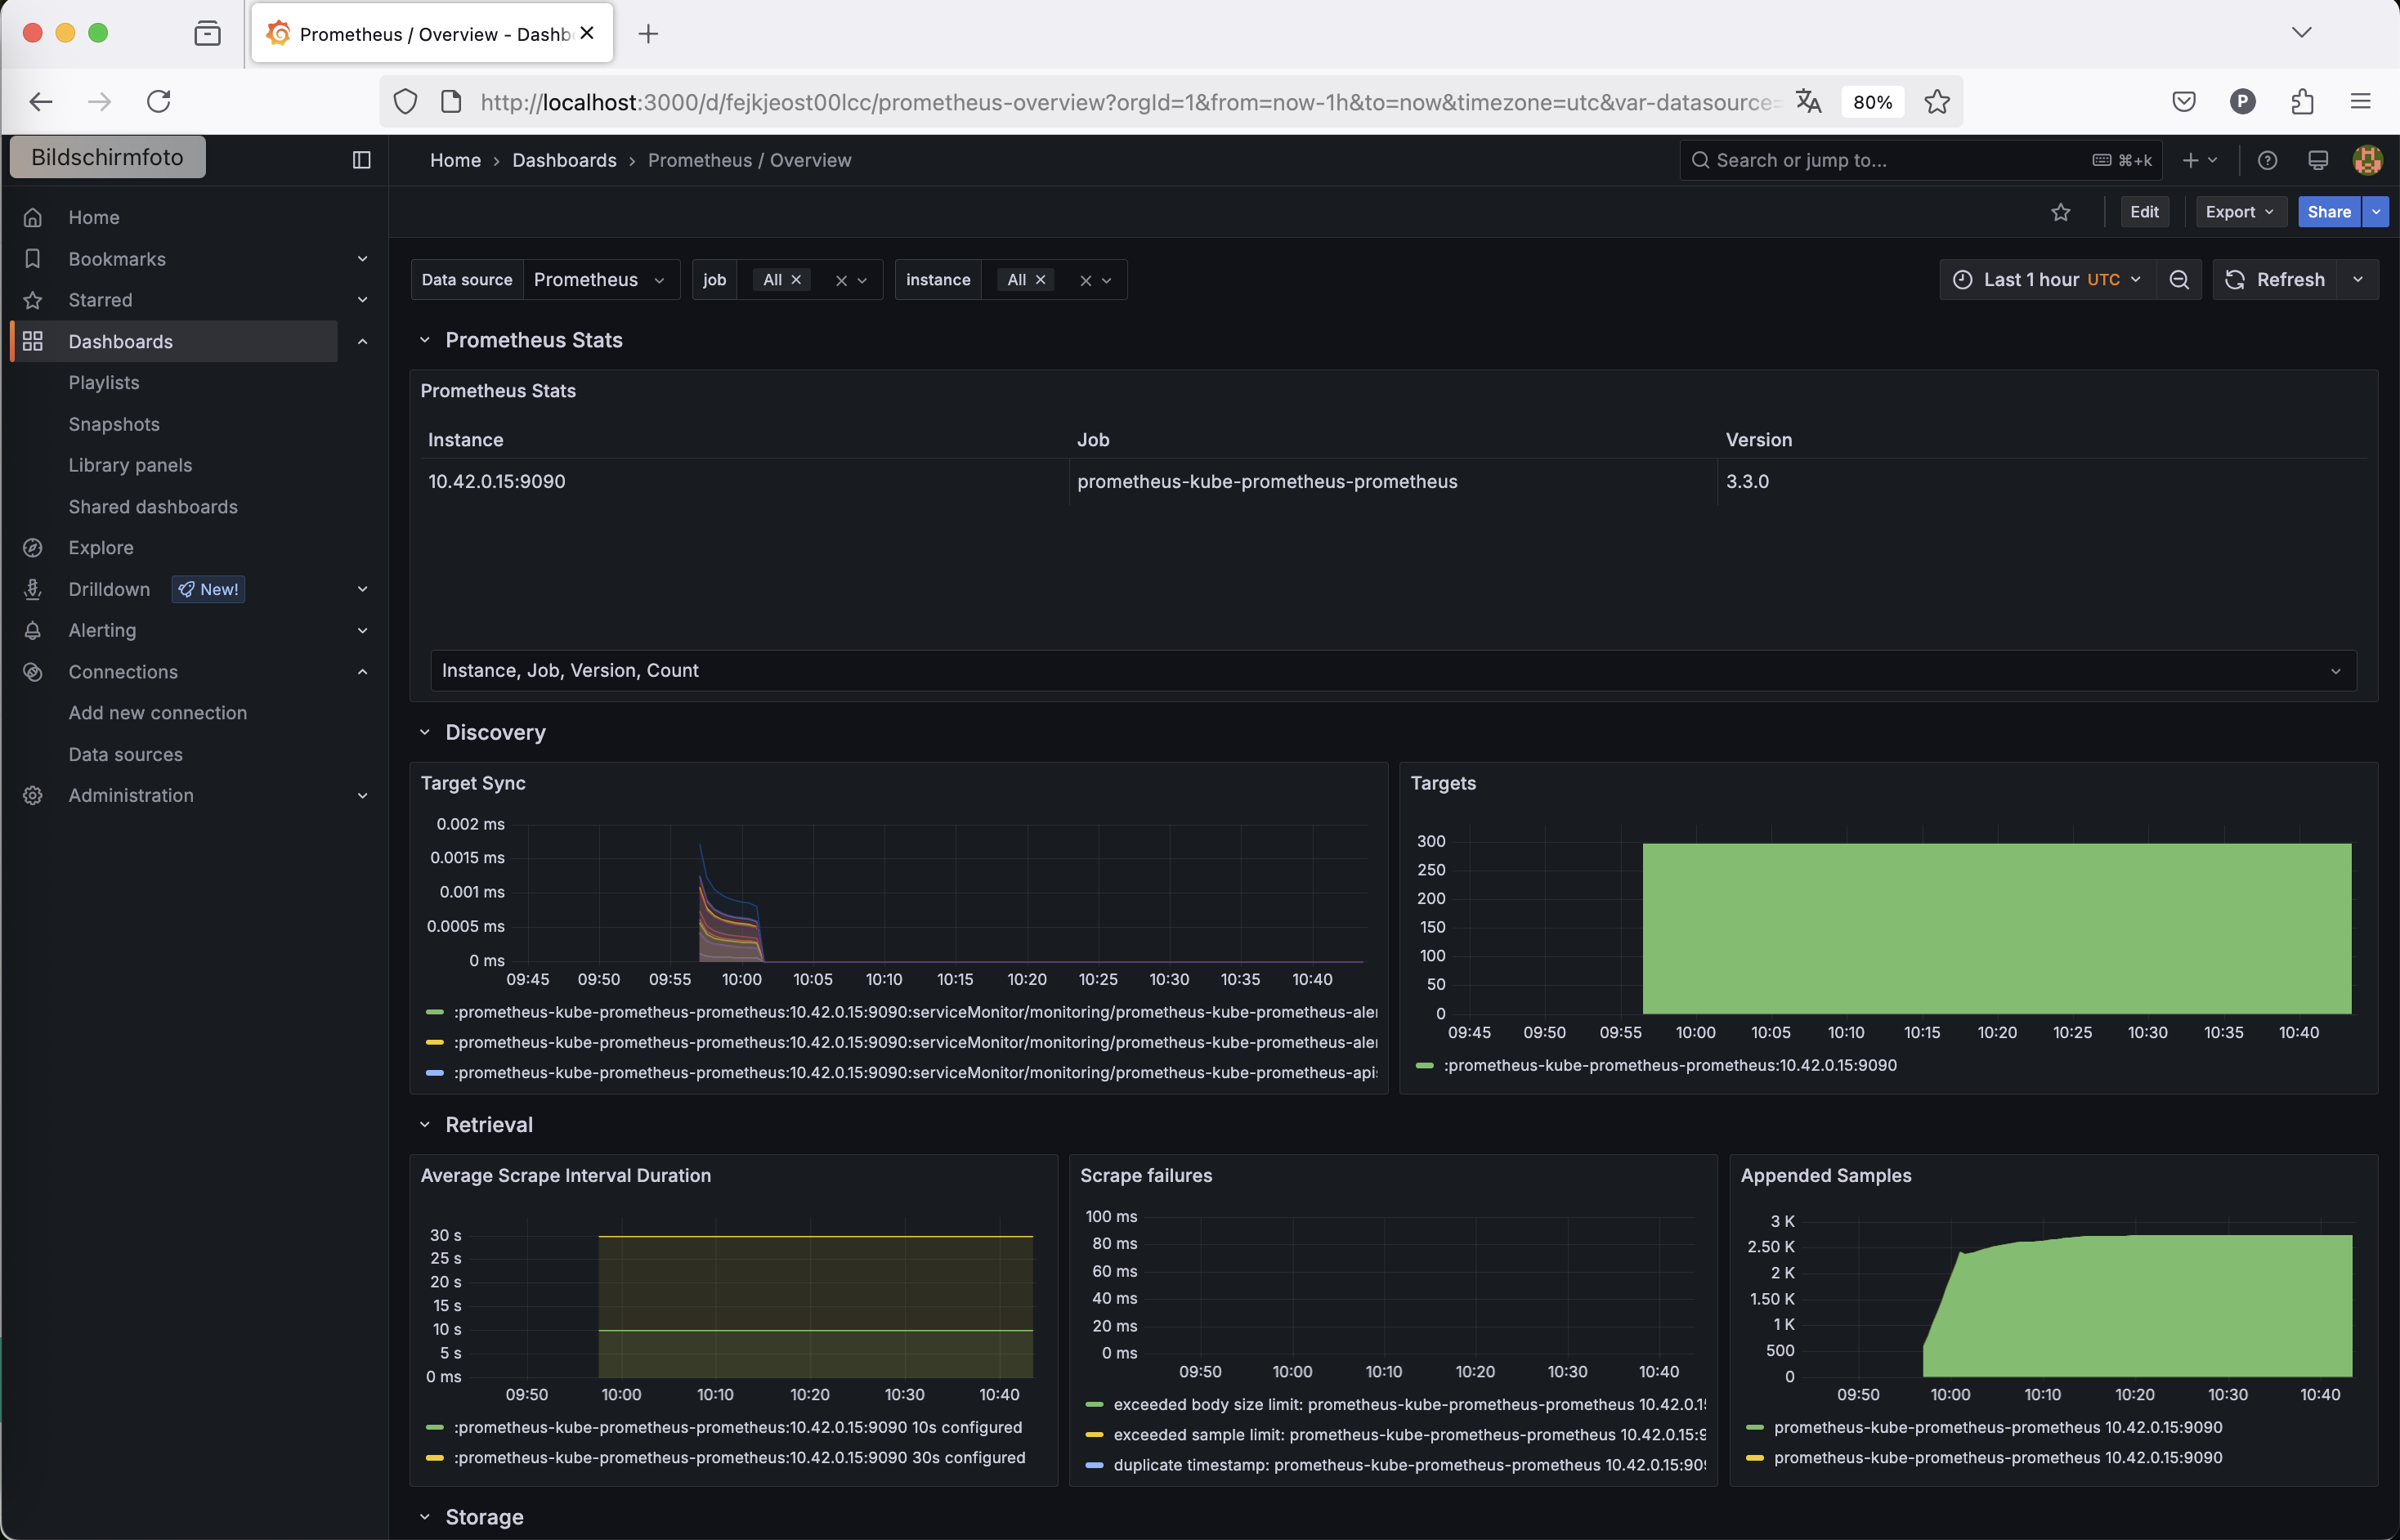 Prometheus / Overview - Dashb
http://localhost:3000/d/fejkjeost00lcc/prometheus-overview?orgId=1&from=now-1h&to=now&timezone=utc&var-datasource=
80%
P
Bildschirmfoto
Home
Dashboards
Prometheus / Overview
Search or jump to...
⌘+k
Edit
Export
Share
Home
Bookmarks
Starred
Dashboards
Playlists
Snapshots
Library panels
Shared dashboards
Explore
Drilldown New!
Alerting
Connections
Add new connection
Data sources
Administration
Data source Prometheus job All instance All
Last 1 hour UTC
Refresh
Prometheus Stats
Prometheus Stats
Instance Job Version
10.42.0.15:9090 prometheus-kube-prometheus-prometheus 3.3.0
Instance, Job, Version, Count
Discovery
Target Sync
0.002 ms
0.0015 ms
0.001 ms
0.0005 ms
0 ms
09:45 09:50 09:55 10:00 10:05 10:10 10:15 10:20 10:25 10:30 10:35 10:40
:prometheus-kube-prometheus-prometheus:10.42.0.15:9090:serviceMonitor/monitoring/prometheus-kube-prometheus-aler
:prometheus-kube-prometheus-prometheus:10.42.0.15:9090:serviceMonitor/monitoring/prometheus-kube-prometheus-aler
:prometheus-kube-prometheus-prometheus:10.42.0.15:9090:serviceMonitor/monitoring/prometheus-kube-prometheus-apis
Targets
300
250
200
150
100
50
0
09:45 09:50 09:55 10:00 10:05 10:10 10:15 10:20 10:25 10:30 10:35 10:40
:prometheus-kube-prometheus-prometheus:10.42.0.15:9090
Retrieval
Average Scrape Interval Duration
30 s
25 s
20 s
15 s
10 s
5 s
0 ms
09:50 10:00 10:10 10:20 10:30 10:40
:prometheus-kube-prometheus-prometheus:10.42.0.15:9090 10s configured
:prometheus-kube-prometheus-prometheus:10.42.0.15:9090 30s configured
Scrape failures
100 ms
80 ms
60 ms
40 ms
20 ms
0 ms
09:50 10:00 10:10 10:20 10:30 10:40
exceeded body size limit: prometheus-kube-prometheus-prometheus 10.42.0.1
exceeded sample limit: prometheus-kube-prometheus-prometheus 10.42.0.15:9
duplicate timestamp: prometheus-kube-prometheus-prometheus 10.42.0.15:90
Appended Samples
3 K
2.50 K
2 K
1.50 K
1 K
500
0
09:50 10:00 10:10 10:20 10:30 10:40
prometheus-kube-prometheus-prometheus 10.42.0.15:9090
prometheus-kube-prometheus-prometheus 10.42.0.15:9090
Storage